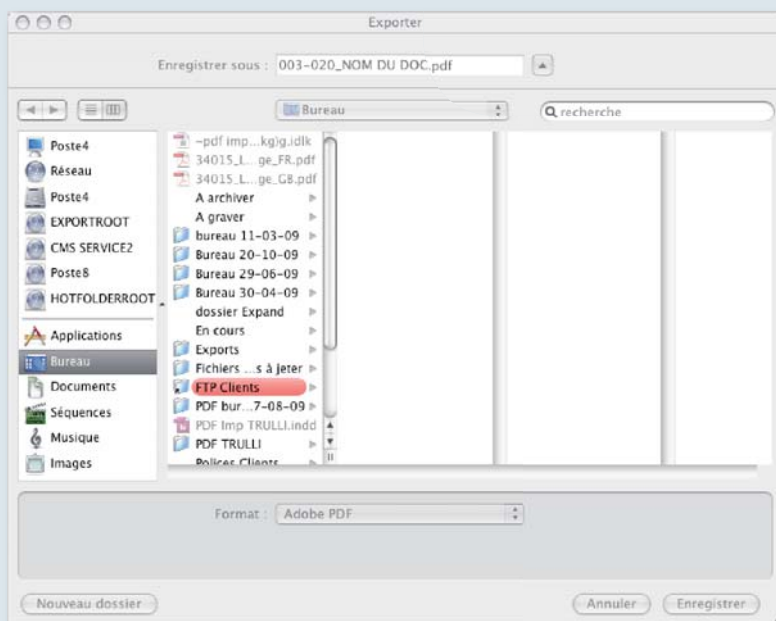 Exporter
Enregistrer sous : 003-020_NOM DU DOC.pdf
Bureau
recherche
Poste4
Réseau
Poste4
EXPORTROOT
CMS SERVICE2
Poste8
HOTFOLDERROOT
Applications
Bureau
Documents
Séquences
Musique
Images
~pdf imp...kg)g.idlk
34015_L...ge_FR.pdf
34015_L...ge_GB.pdf
A archiver
A graver
bureau 11-03-09
Bureau 20-10-09
Bureau 29-06-09
Bureau 30-04-09
dossier Expand
En cours
Exports
Fichiers ...s à jeter
FTP Clients
PDF bur...7-08-09
PDF Imp TRULLI.indd
PDF TRULLI
Polices Clients
Format : Adobe PDF
Nouveau dossier
Annuler
Enregistrer